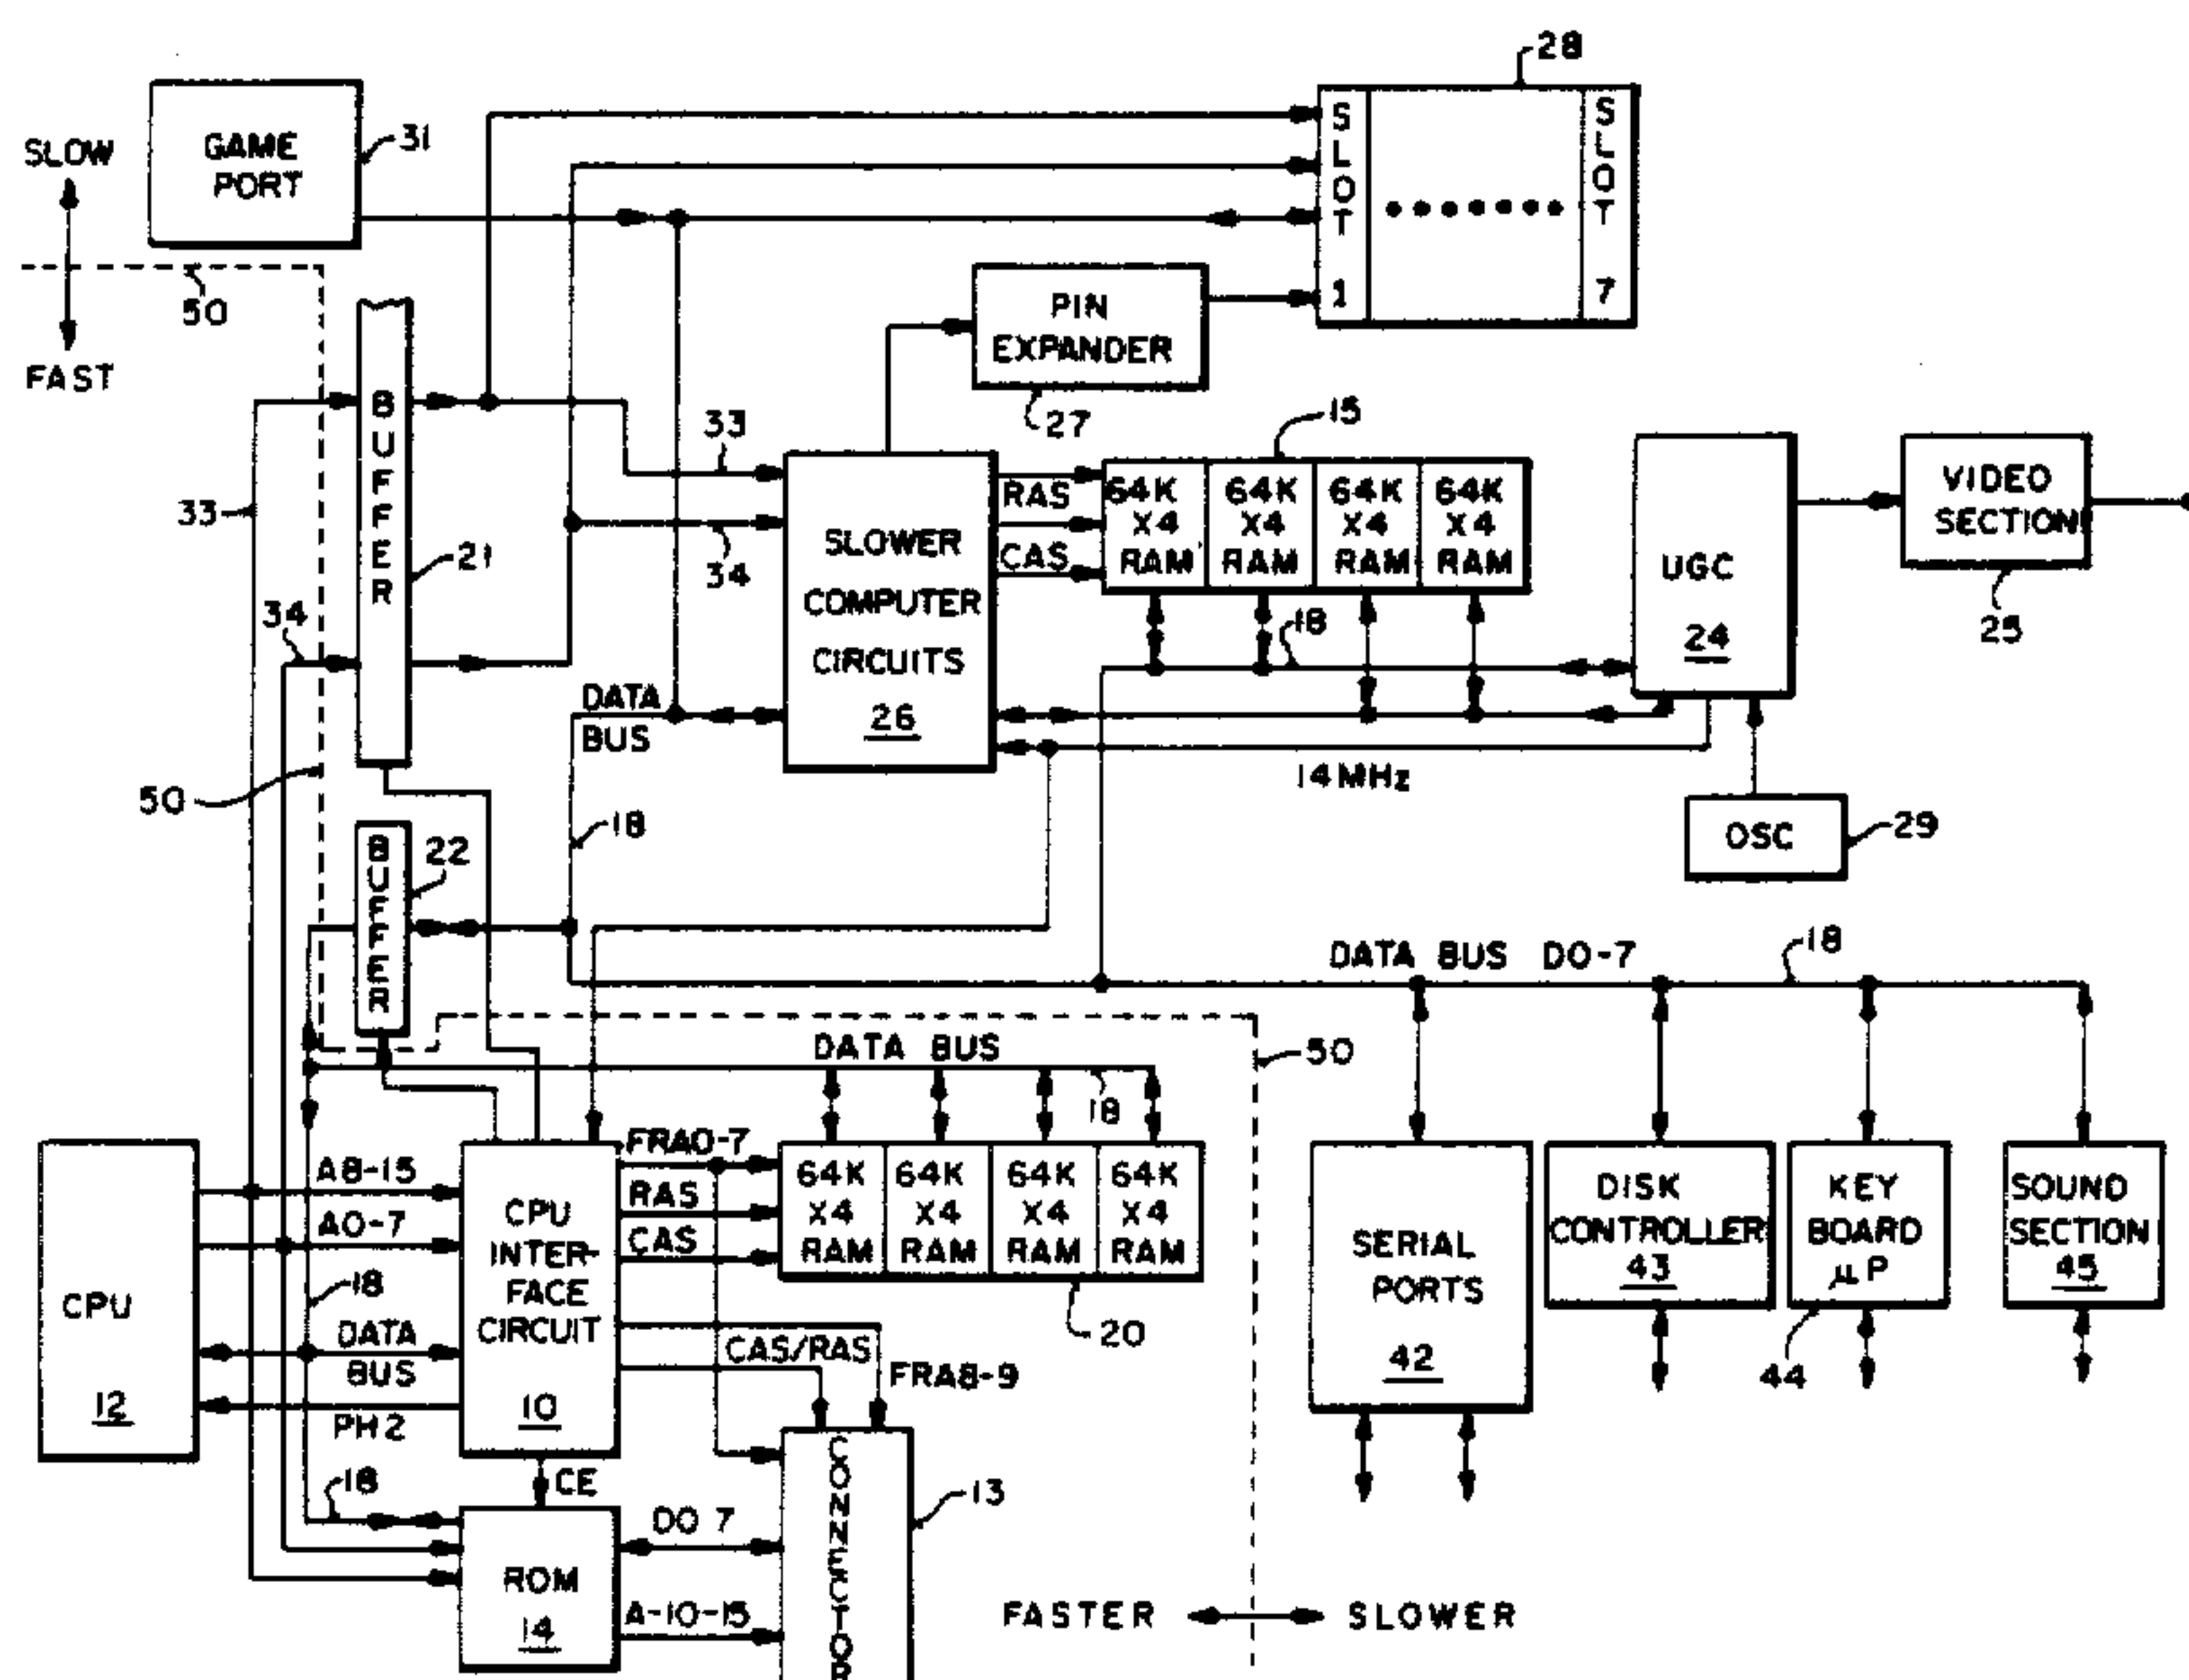 28
SLOW
GAME
PORT
31
SLOT 1
SLOT 7
50
FAST
PIN
EXPANDER
27
BUFFER
21
33
34
33
34
SLOWER
COMPUTER
CIRCUITS
26
RAS
CAS
15
64K
X4
RAM
64K
X4
RAM
64K
X4
RAM
64K
X4
RAM
18
UGC
24
VIDEO
SECTION
25
DATA
BUS
14MHz
OSC
29
50
18
BUFFER
22
DATA BUS D0-7
18
DATA BUS
18
50
CPU
12
A8-15
A0-7
18
DATA
BUS
PH2
CPU
INTER-
FACE
CIRCUIT
10
FRA0-7
RAS
CAS
64K
X4
RAM
64K
X4
RAM
64K
X4
RAM
64K
X4
RAM
20
CAS/RAS
FRA8-9
SERIAL
PORTS
42
DISK
CONTROLLER
43
KEY
BOARD
μP
44
SOUND
SECTION
45
18
CE
ROM
14
D0 7
A-10-15
CONNECTOR
13
FASTER
SLOWER